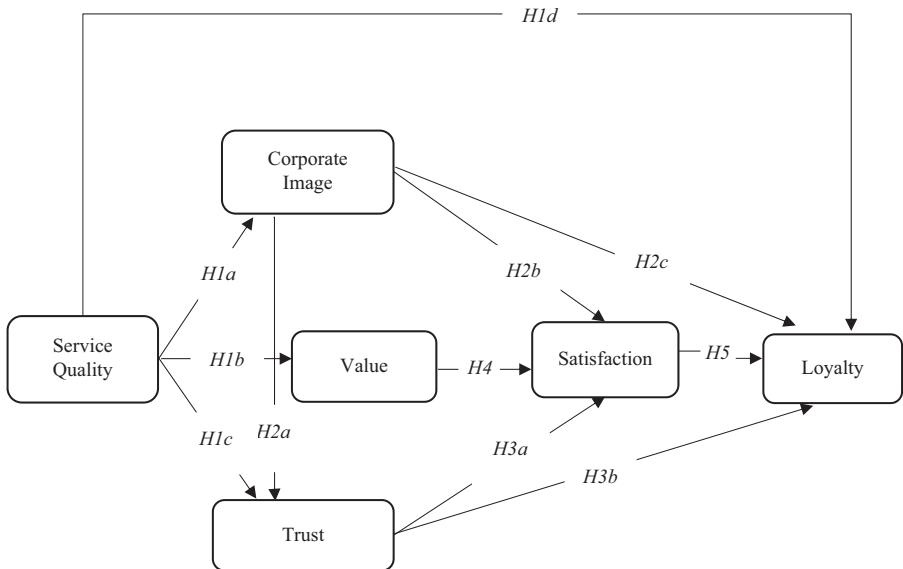 H1d
Corporate
Image
H1a
H2b
H2c
Service
Quality
H1b
Value
H4
Satisfaction
H5
Loyalty
H1c
H2a
H3a
H3b
Trust